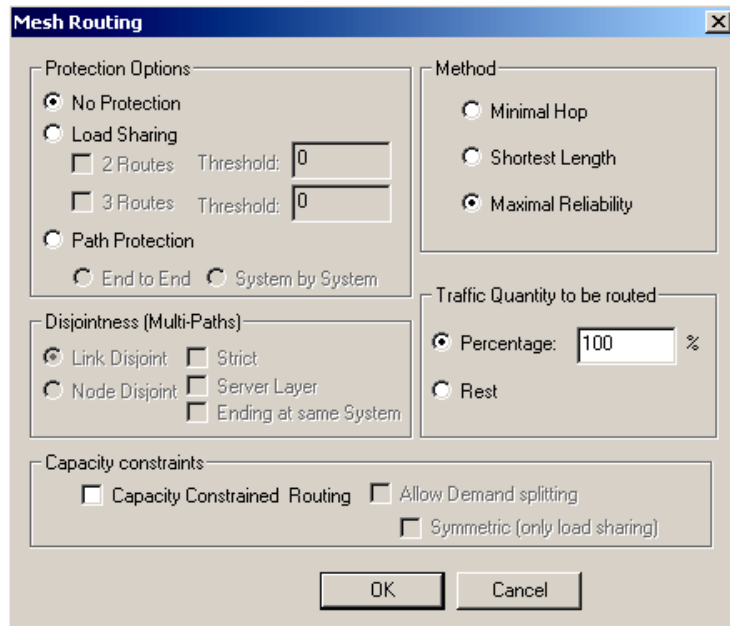 Mesh Routing
Protection Options
No Protection
Load Sharing
2 Routes Threshold: 0
3 Routes Threshold: 0
Path Protection
End to End System by System
Method
Minimal Hop
Shortest Length
Maximal Reliability
Disjointness (Multi-Paths)
Link Disjoint Strict
Node Disjoint Server Layer
Ending at same System
Traffic Quantity to be routed
Percentage: 100 %
Rest
Capacity constraints
Capacity Constrained Routing Allow Demand splitting
Symmetric (only load sharing)
OK Cancel